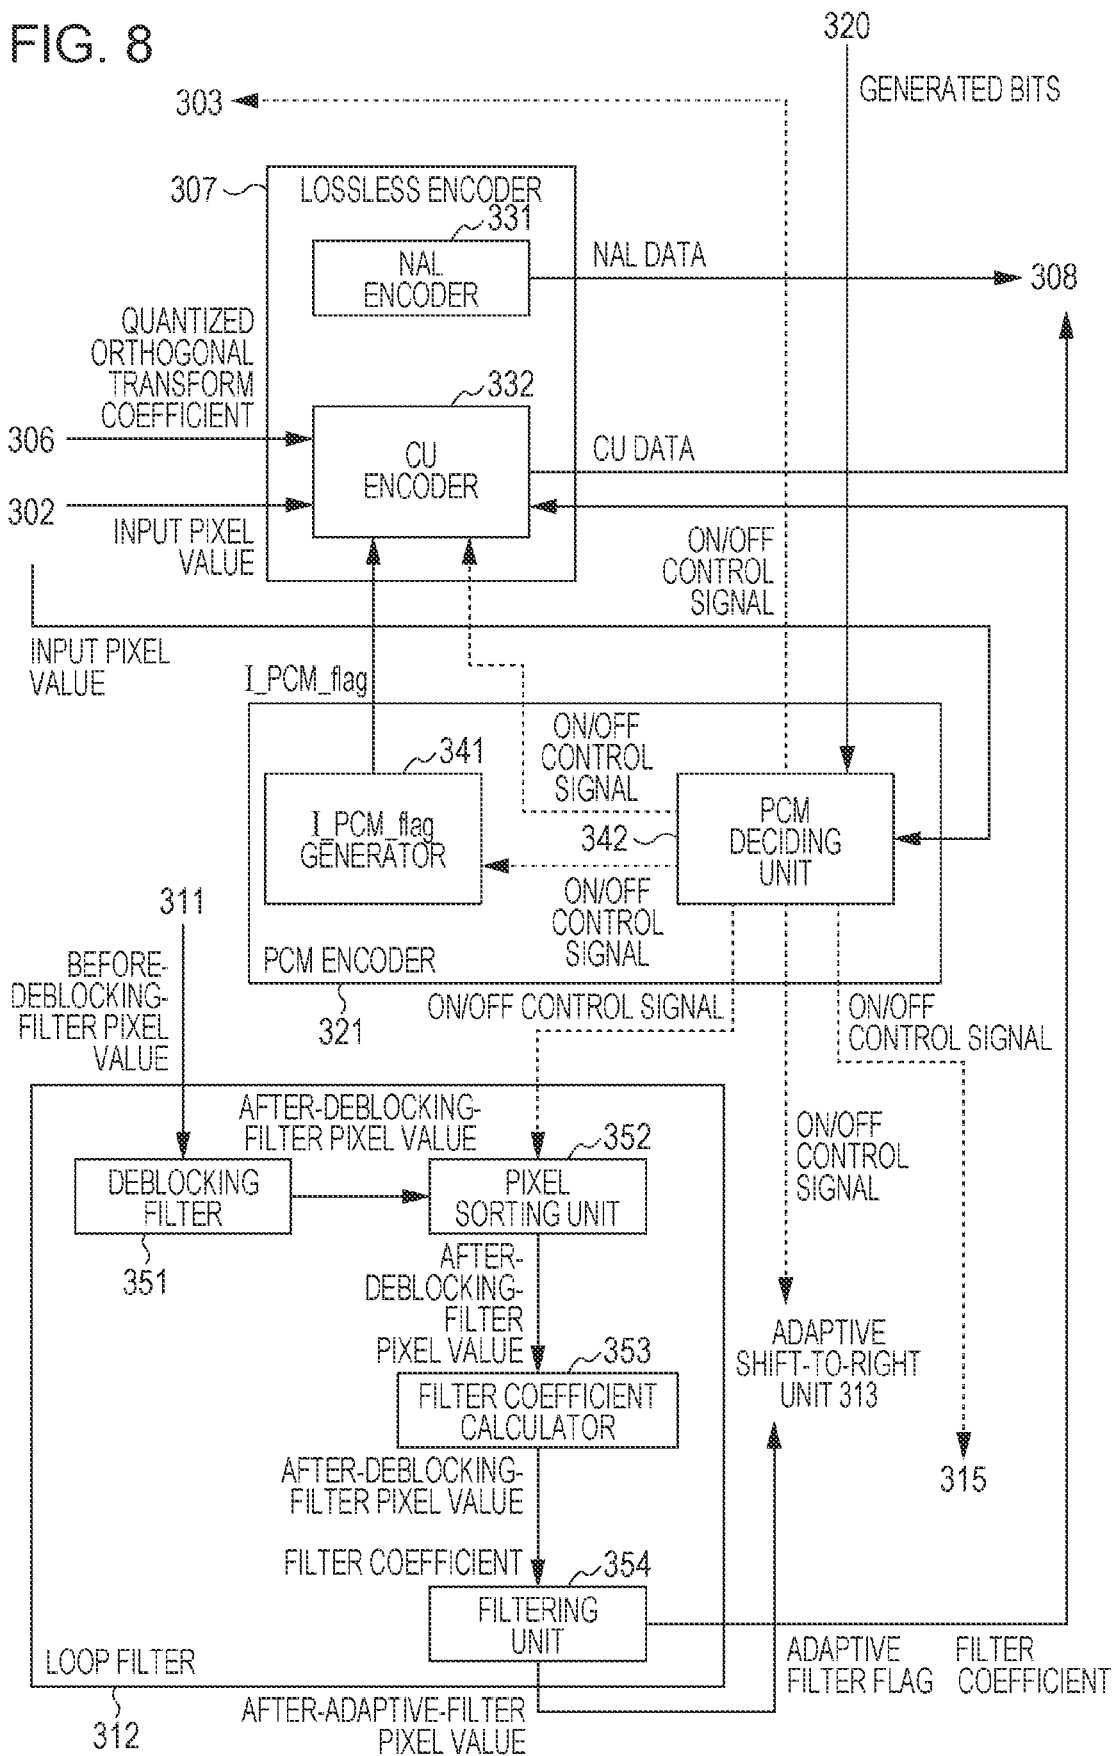 FIG. 8
320
303
GENERATED BITS
307
LOSSLESS ENCODER
331
NAL
ENCODER
NAL DATA
308
QUANTIZED
ORTHOGONAL
TRANSFORM
COEFFICIENT
332
306
CU
ENCODER
CU DATA
302
INPUT PIXEL
VALUE
ON/OFF
CONTROL
SIGNAL
INPUT PIXEL
VALUE
I_PCM_flag
ON/OFF
CONTROL
SIGNAL
341
I_PCM_flag
GENERATOR
342
PCM
DECIDING
UNIT
ON/OFF
CONTROL
SIGNAL
311
PCM ENCODER
BEFORE-
DEBLOCKING-
FILTER PIXEL
VALUE
321
ON/OFF CONTROL SIGNAL
ON/OFF
CONTROL SIGNAL
AFTER-DEBLOCKING-
FILTER PIXEL VALUE
352
ON/OFF
CONTROL
SIGNAL
DEBLOCKING
FILTER
PIXEL
SORTING UNIT
351
AFTER-
DEBLOCKING-
FILTER
PIXEL VALUE
353
ADAPTIVE
SHIFT-TO-RIGHT
UNIT 313
FILTER COEFFICIENT
CALCULATOR
AFTER-DEBLOCKING-
FILTER PIXEL VALUE
315
FILTER COEFFICIENT
354
FILTERING
UNIT
LOOP FILTER
ADAPTIVE
FILTER FLAG
FILTER
COEFFICIENT
312
AFTER-ADAPTIVE-FILTER
PIXEL VALUE